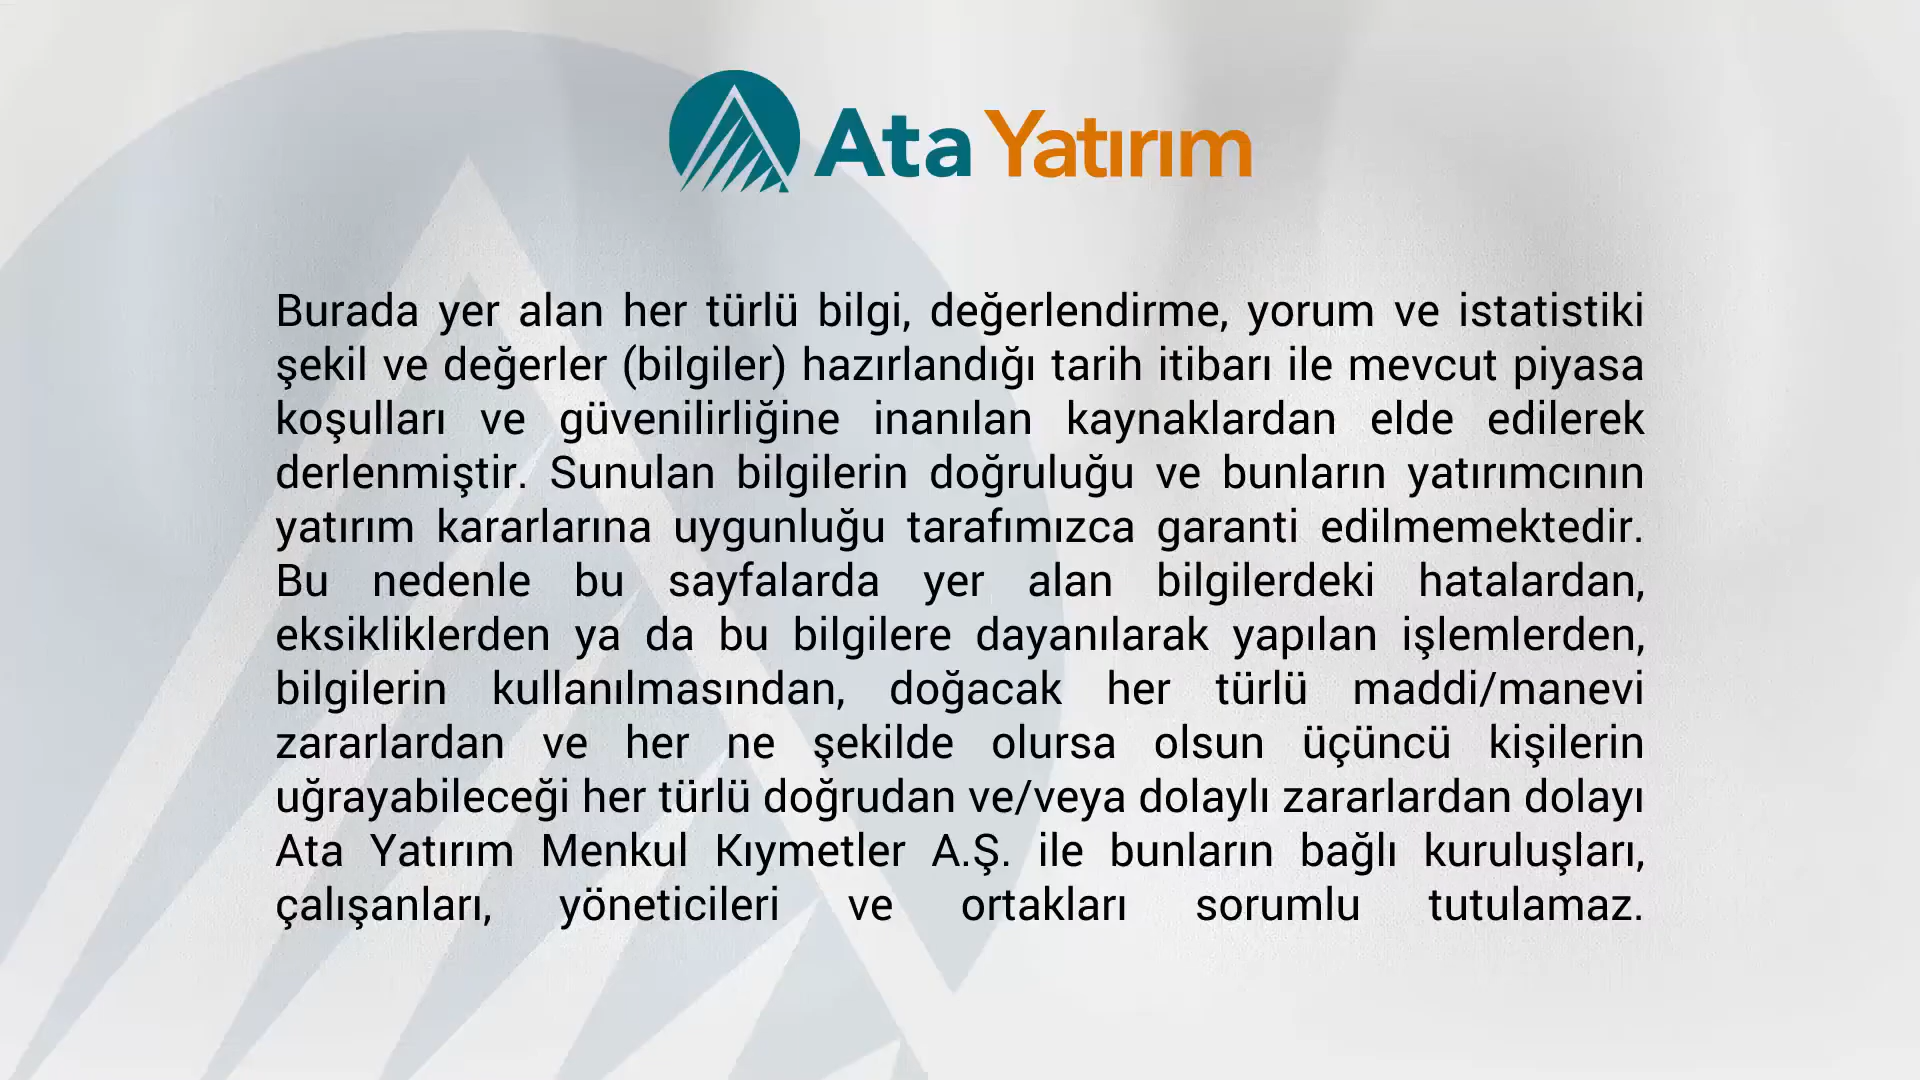 Ata Yatırım
Burada yer alan her türlü bilgi, değerlendirme, yorum ve istatistiki
şekil ve değerler (bilgiler) hazırlandığı tarih itibarı ile mevcut piyasa
koşulları ve güvenilirliğine inanılan kaynaklardan elde edilerek
derlenmiştir. Sunulan bilgilerin doğruluğu ve bunların yatırımcının
yatırım kararlarına uygunluğu tarafımızca garanti edilmemektedir.
Bu nedenle bu sayfalarda yer alan bilgilerdeki hatalardan,
eksikliklerden ya da bu bilgilere dayanılarak yapılan işlemlerden,
bilgilerin kullanılmasından, doğacak her türlü maddi/manevi
zararlardan ve her ne şekilde olursa olsun üçüncü kişilerin
uğrayabileceği her türlü doğrudan ve/veya dolaylı zararlardan dolayı
Ata Yatırım Menkul Kıymetler A.Ş. ile bunların bağlı kuruluşları,
çalışanları, yöneticileri ve ortakları sorumlu tutulamaz.